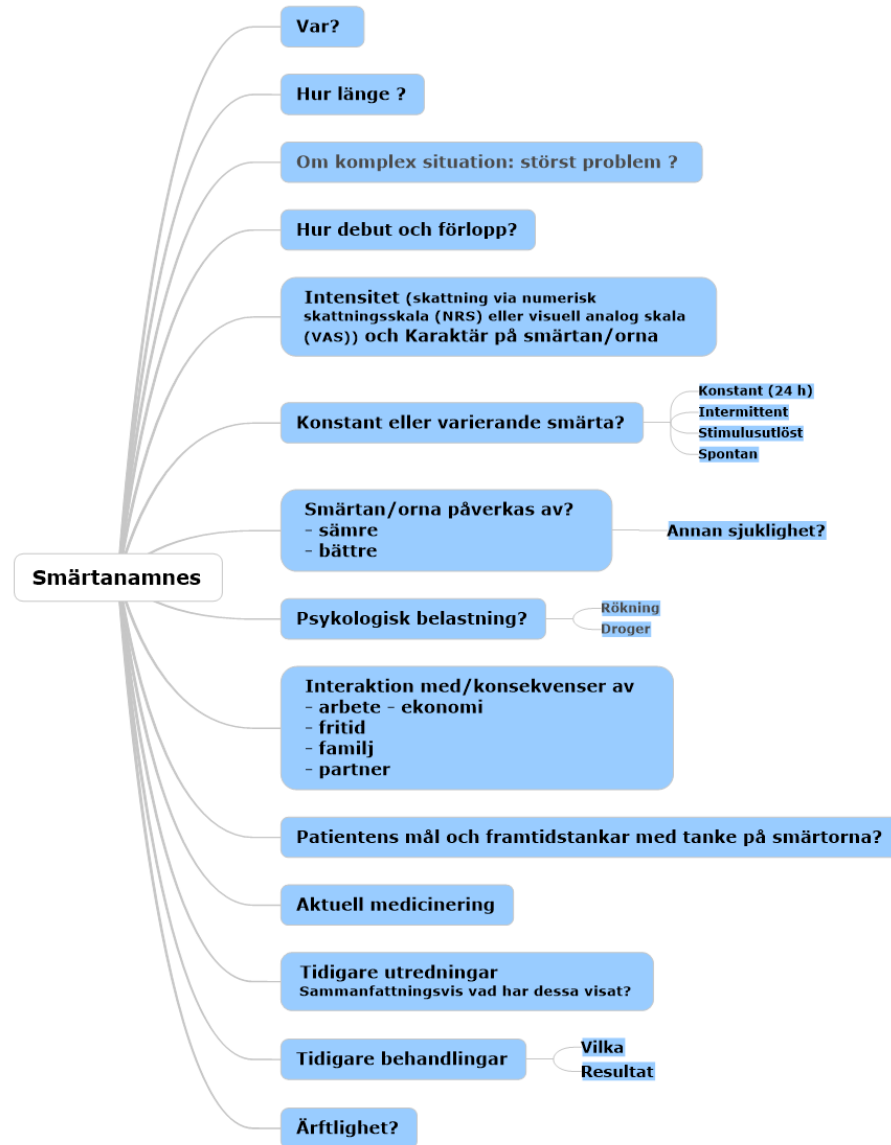 Var?
Hur länge ?
Om komplex situation: störst problem ?
Hur debut och förlopp?
Intensitet (skattning via numerisk
skattningsskala (NRS) eller visuell analog skala
(VAS)) och Karaktär på smärtan/orna
Konstant eller varierande smärta?
Konstant (24 h)
Intermittent
Stimulusutlöst
Spontan
Smärtan/orna påverkas av?
- sämre
- bättre
Annan sjuklighet?
Smärtanamnes
Psykologisk belastning?
Rökning
Droger
Interaktion med/konsekvenser av
- arbete - ekonomi
- fritid
- familj
- partner
Patientens mål och framtidstankar med tanke på smärtorna?
Aktuell medicinering
Tidigare utredningar
Sammanfattningsvis vad har dessa visat?
Tidigare behandlingar
Vilka
Resultat
Ärftlighet?